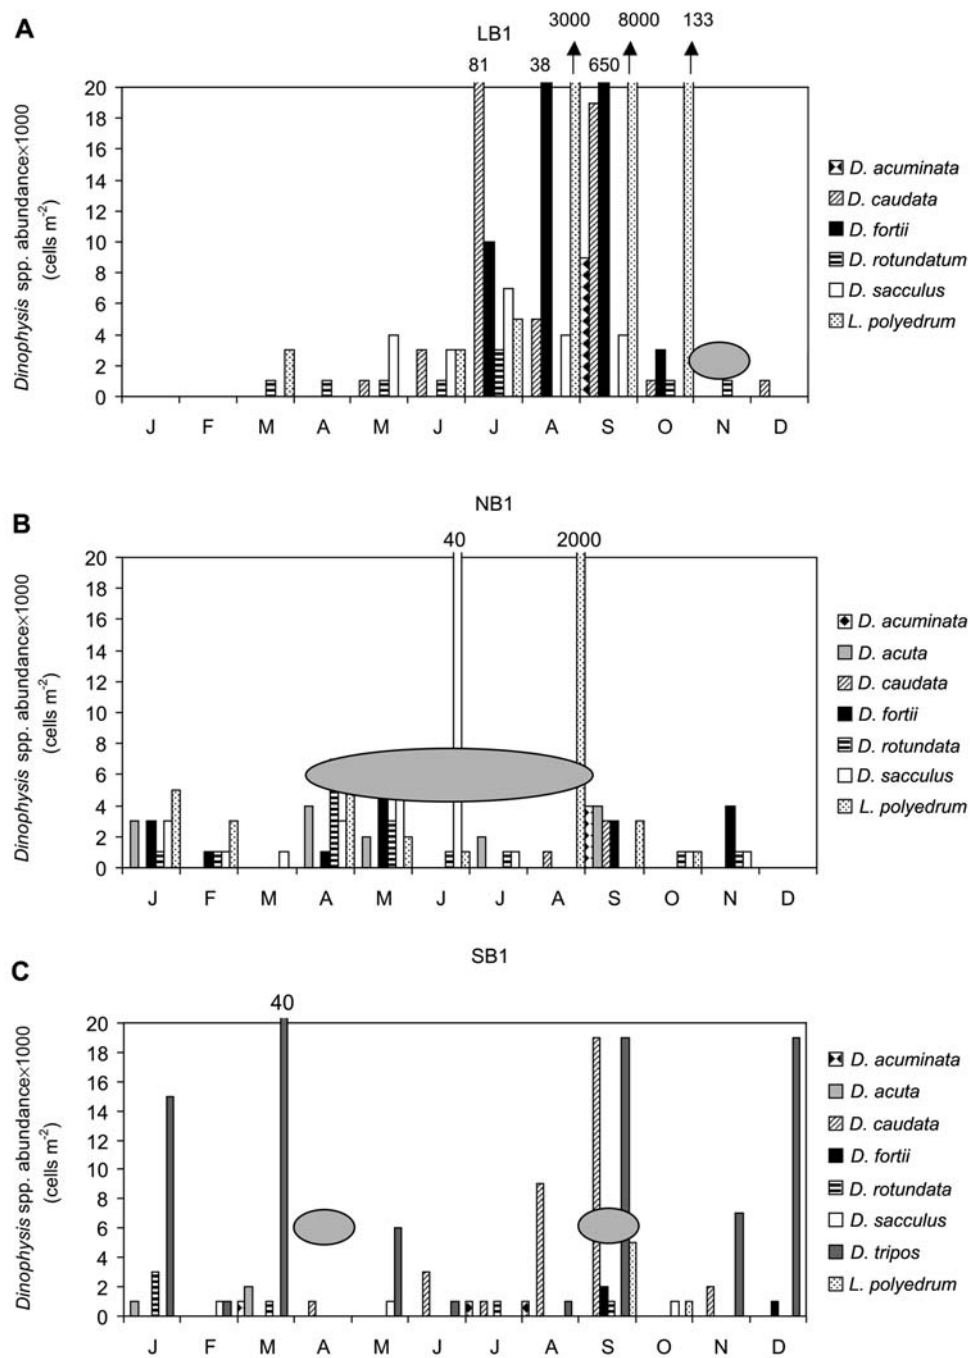 A
LB1
3000 8000 133
81 38 650
Dinophysis spp. abundance×1000
(cells m-2)
20
18
16
14
12
10
8
6
4
2
0
J F M A M J J A S O N D
D. acuminata
D. caudata
D. fortii
D. rotundatum
D. sacculus
L. polyedrum
B
NB1
40 2000
Dinophysis spp. abundance×1000
(cells m-2)
20
18
16
14
12
10
8
6
4
2
0
J F M A M J J A S O N D
D. acuminata
D. acuta
D. caudata
D. fortii
D. rotundata
D. sacculus
L. polyedrum
C
SB1
40
Dinophysis spp. abundance×1000
(cells m-2)
20
18
16
14
12
10
8
6
4
2
0
J F M A M J J A S O N D
D. acuminata
D. acuta
D. caudata
D. fortii
D. rotundata
D. sacculus
D. tripos
L. polyedrum